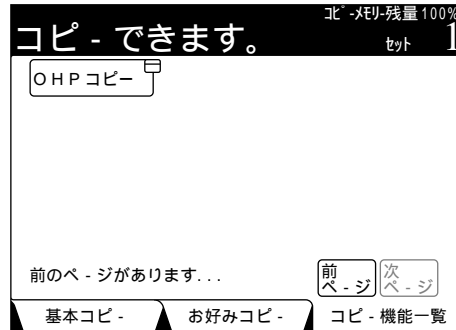 コピ-メモリ-残量100%
コピ-できます。
セット 1
OHPコピー
前のペ-ジがあります...
前
ペ-ジ
次
ペ-ジ
基本コピ-
お好みコピ-
コピ-機能一覧